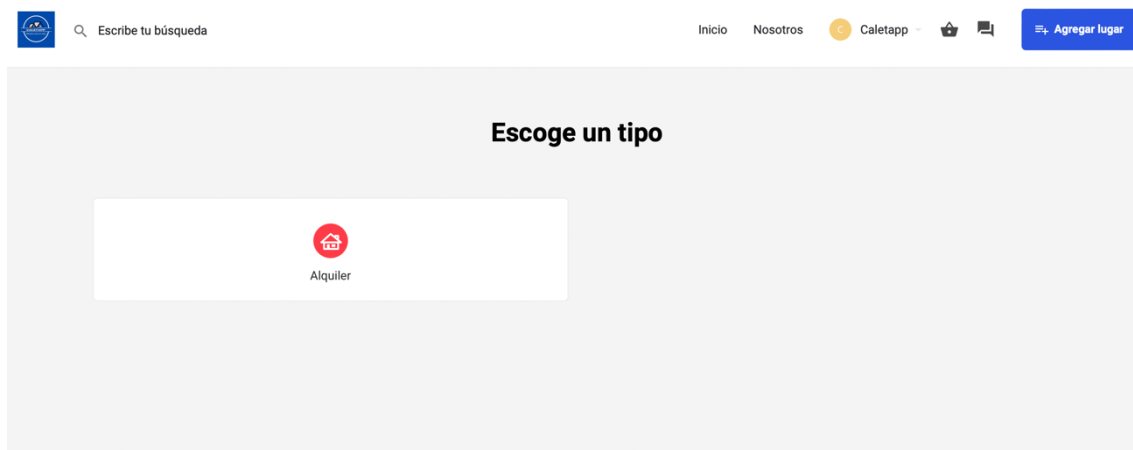 Escribe tu búsqueda
Inicio
Nosotros
C
Caletapp
Agregar lugar
Escoge un tipo
Alquiler